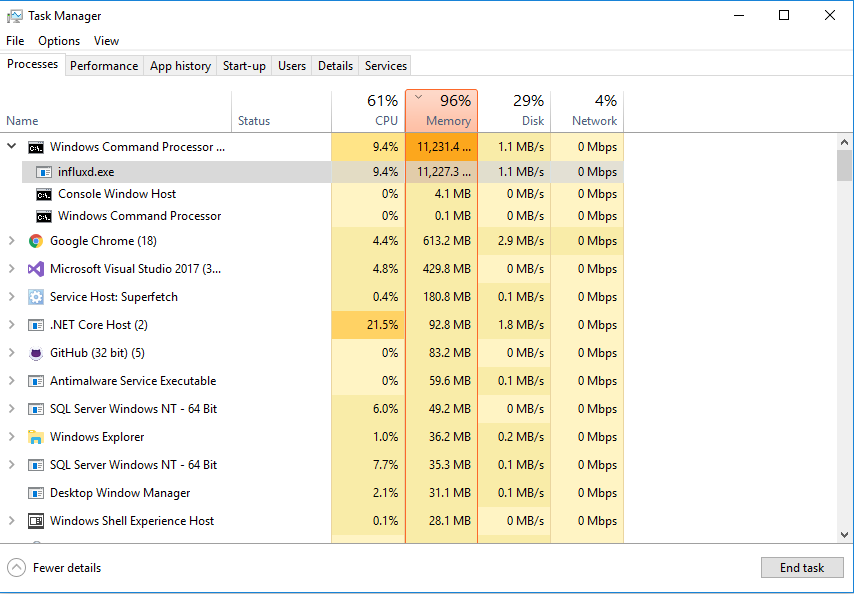 Task Manager
File Options View
Processes Performance App history Start-up Users Details Services
61% 96% 29% 4%
Name Status CPU Memory Disk Network
Windows Command Processor ... 9.4% 11,231.4 ... 1.1 MB/s 0 Mbps
influxd.exe 9.4% 11,227.3 ... 1.1 MB/s 0 Mbps
Console Window Host 0% 4.1 MB 0 MB/s 0 Mbps
Windows Command Processor 0% 0.1 MB 0 MB/s 0 Mbps
Google Chrome (18) 4.4% 613.2 MB 2.9 MB/s 0 Mbps
Microsoft Visual Studio 2017 (3... 4.8% 429.8 MB 0 MB/s 0 Mbps
Service Host: Superfetch 0.4% 180.8 MB 0.1 MB/s 0 Mbps
.NET Core Host (2) 21.5% 92.8 MB 1.8 MB/s 0 Mbps
GitHub (32 bit) (5) 0% 83.2 MB 0 MB/s 0 Mbps
Antimalware Service Executable 0% 59.6 MB 0.1 MB/s 0 Mbps
SQL Server Windows NT - 64 Bit 6.0% 49.2 MB 0 MB/s 0 Mbps
Windows Explorer 1.0% 36.2 MB 0.2 MB/s 0 Mbps
SQL Server Windows NT - 64 Bit 7.7% 35.3 MB 0.1 MB/s 0 Mbps
Desktop Window Manager 2.1% 31.1 MB 0.1 MB/s 0 Mbps
Windows Shell Experience Host 0.1% 28.1 MB 0 MB/s 0 Mbps
Fewer details End task